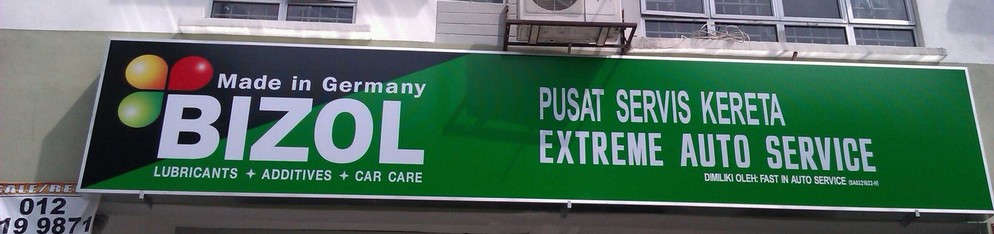 Made in Germany
BIZOL
LUBRICANTS + ADDITIVES + CAR CARE
PUSAT SERVIS KERETA
EXTREME AUTO SERVICE
DIMILIKI OLEH: FAST IN AUTO SERVICE (SA0221623-H)
012
19 9871